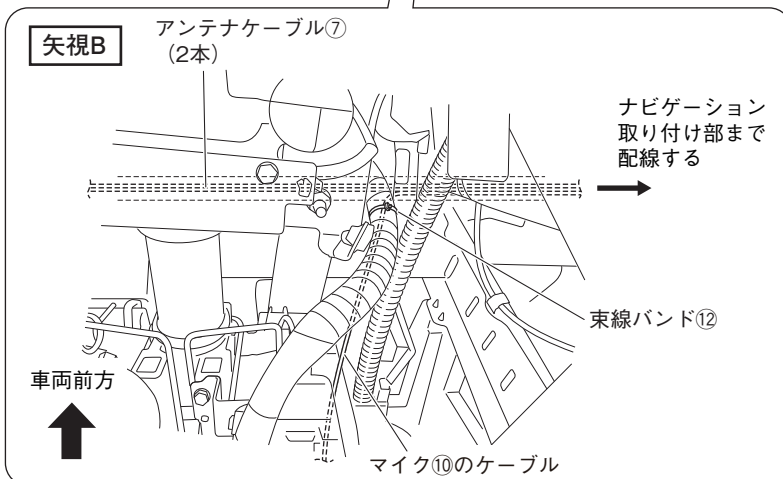 矢視B
アンテナケーブル⑦
（2本）
ナビゲーション
取り付け部まで
配線する
束線バンド⑫
車両前方
マイク⑩のケーブル